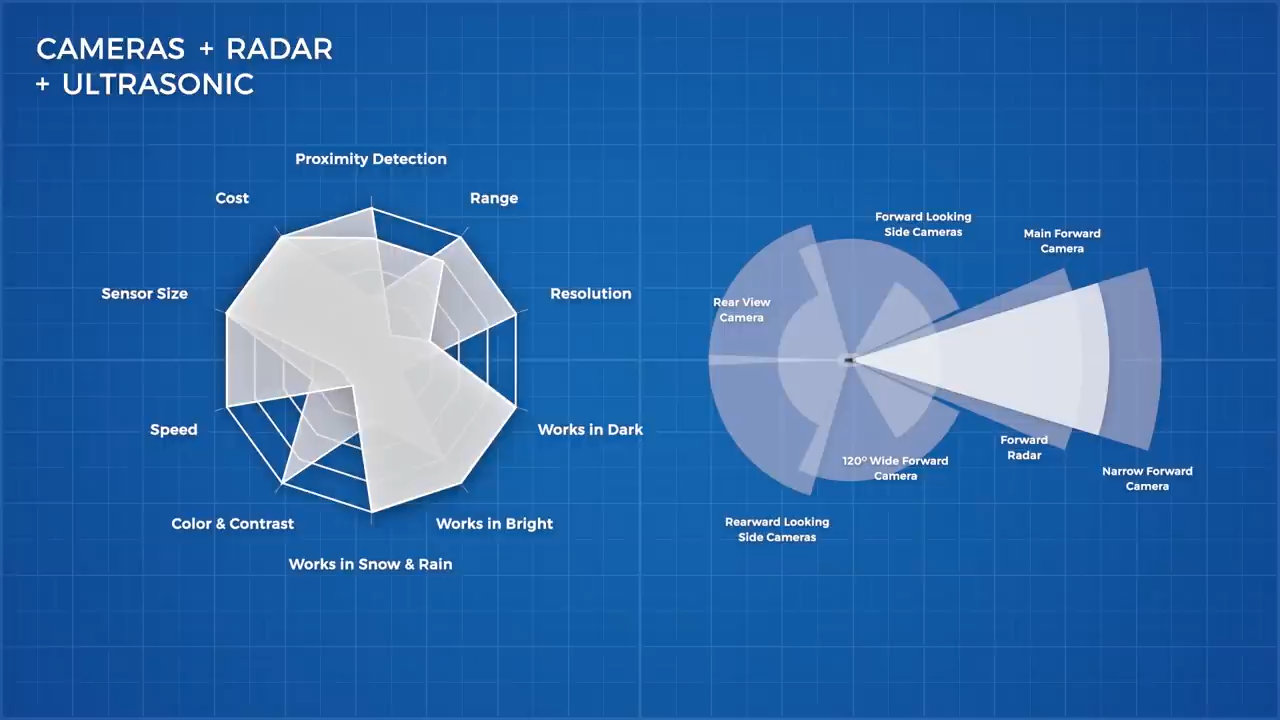 CAMERAS + RADAR
+ ULTRASONIC
Proximity Detection
Cost
Range
Sensor Size
Resolution
Speed
Works in Dark
Color & Contrast
Works in Bright
Works in Snow & Rain
Forward Looking
Side Cameras
Main Forward
Camera
Rear View
Camera
Forward
Radar
120º Wide Forward
Camera
Narrow Forward
Camera
Rearward Looking
Side Cameras